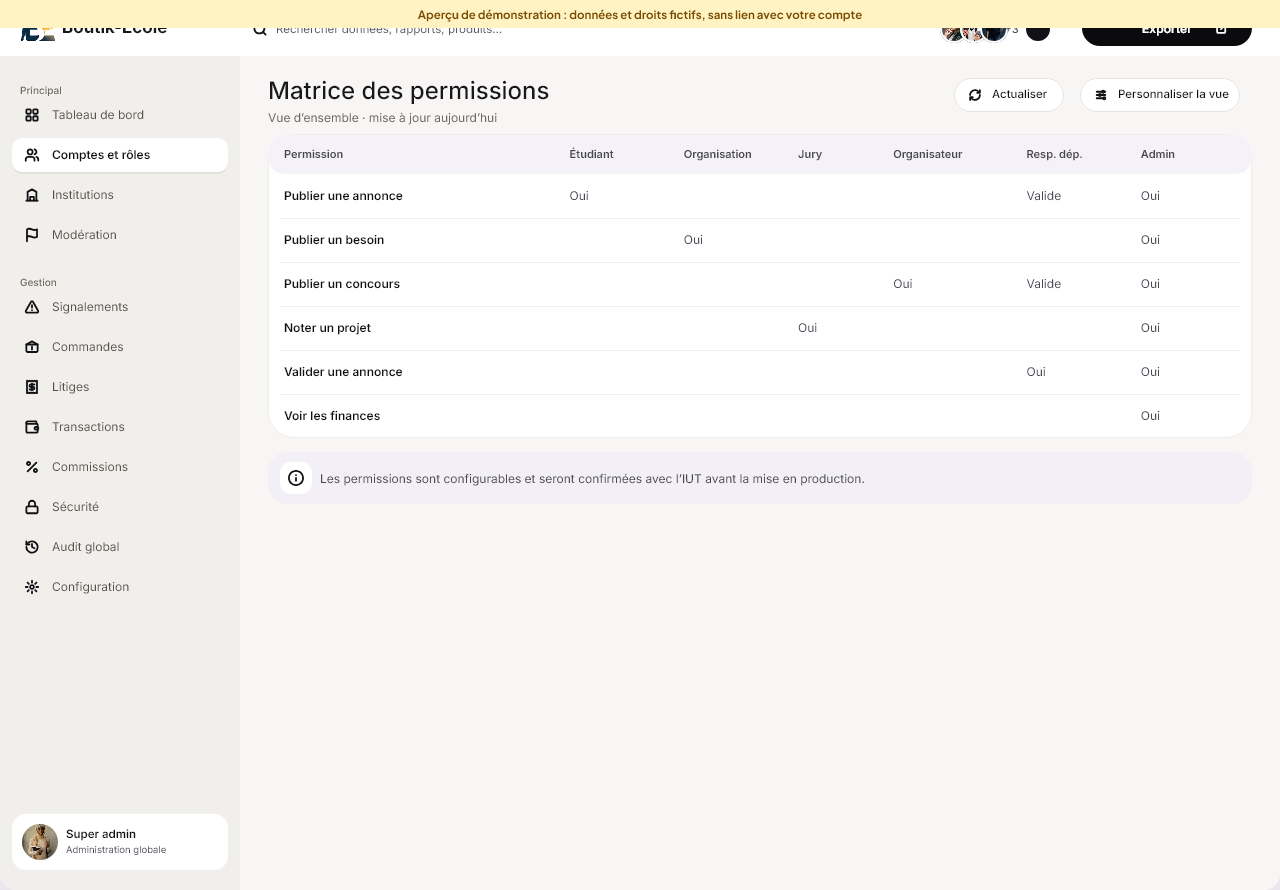 Aperçu de démonstration : données et droits fictifs, sans lien avec votre compte
Boutik-École
Rechercher données, rapports, produits...
+3
Exporter
Principal
Tableau de bord
Comptes et rôles
Institutions
Modération
Gestion
Signalements
Commandes
Litiges
Transactions
Commissions
Sécurité
Audit global
Configuration
Super admin
Administration globale
Matrice des permissions
Vue d’ensemble · mise à jour aujourd’hui
Actualiser
Personnaliser la vue
Permission Étudiant Organisation Jury Organisateur Resp. dép. Admin
Publier une annonce Oui Valide Oui
Publier un besoin Oui Oui
Publier un concours Oui Valide Oui
Noter un projet Oui Oui
Valider une annonce Oui Oui
Voir les finances Oui
Les permissions sont configurables et seront confirmées avec l’IUT avant la mise en production.